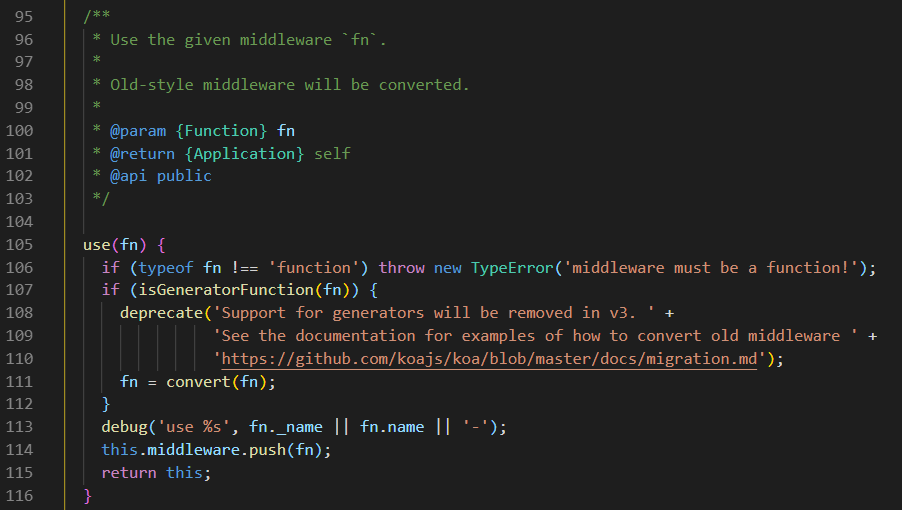 95 /**
96  * Use the given middleware `fn`.
97  *
98  * Old-style middleware will be converted.
99  *
100  * @param {Function} fn
101  * @return {Application} self
102  * @api public
103  */
104
105 use(fn) {
106   if (typeof fn !== 'function') throw new TypeError('middleware must be a function!');
107   if (isGeneratorFunction(fn)) {
108     deprecate('Support for generators will be removed in v3. ' +
109               'See the documentation for examples of how to convert old middleware ' +
110               'https://github.com/koajs/koa/blob/master/docs/migration.md');
111     fn = convert(fn);
112   }
113   debug('use %s', fn._name || fn.name || '-');
114   this.middleware.push(fn);
115   return this;
116 }